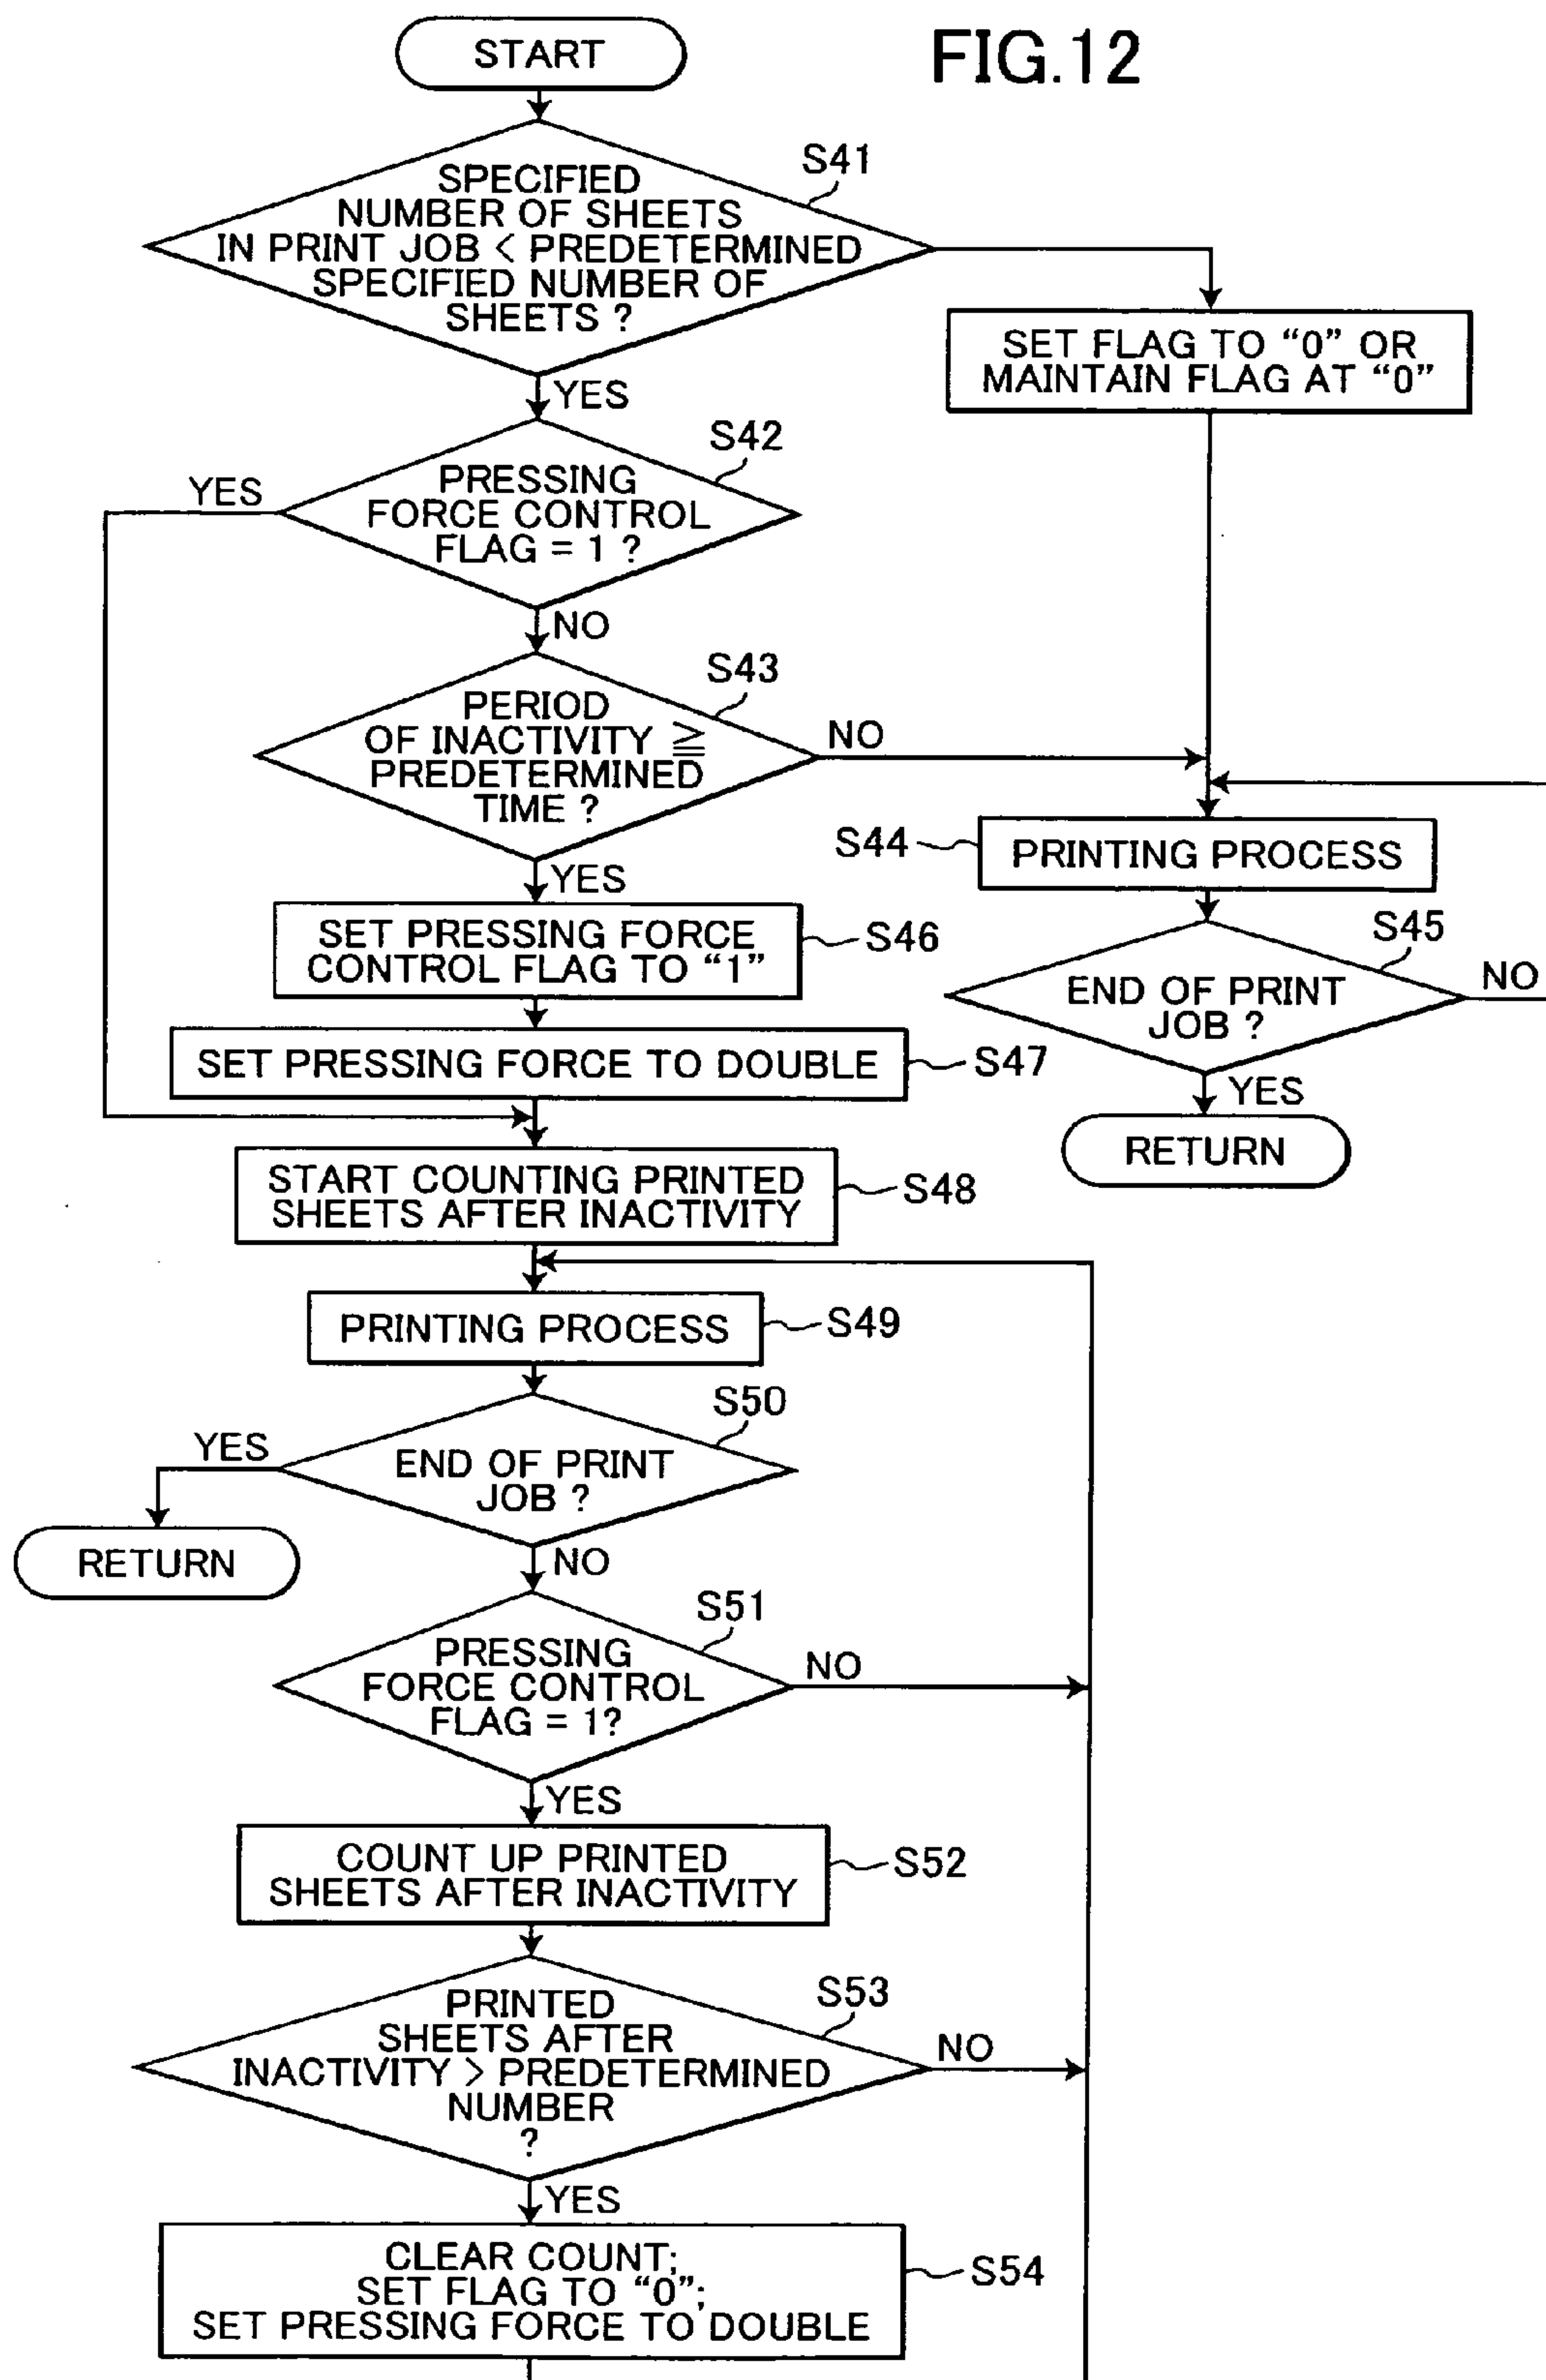 FIG.12
START
S41
SPECIFIED
NUMBER OF SHEETS
IN PRINT JOB < PREDETERMINED
SPECIFIED NUMBER OF
SHEETS ?
YES
SET FLAG TO “0” OR
MAINTAIN FLAG AT “0”
S42
PRESSING
FORCE CONTROL
FLAG = 1 ?
YES
NO
S43
PERIOD
OF INACTIVITY ≧
PREDETERMINED
TIME ?
NO
YES
S44
PRINTING PROCESS
S45
END OF PRINT
JOB ?
NO
YES
RETURN
SET PRESSING FORCE
CONTROL FLAG TO “1”
S46
SET PRESSING FORCE TO DOUBLE
S47
START COUNTING PRINTED
SHEETS AFTER INACTIVITY
S48
PRINTING PROCESS
S49
S50
END OF PRINT
JOB ?
YES
RETURN
NO
S51
PRESSING
FORCE CONTROL
FLAG = 1?
NO
YES
COUNT UP PRINTED
SHEETS AFTER INACTIVITY
S52
S53
PRINTED
SHEETS AFTER
INACTIVITY > PREDETERMINED
NUMBER
?
NO
YES
CLEAR COUNT;
SET FLAG TO “0”;
SET PRESSING FORCE TO DOUBLE
S54